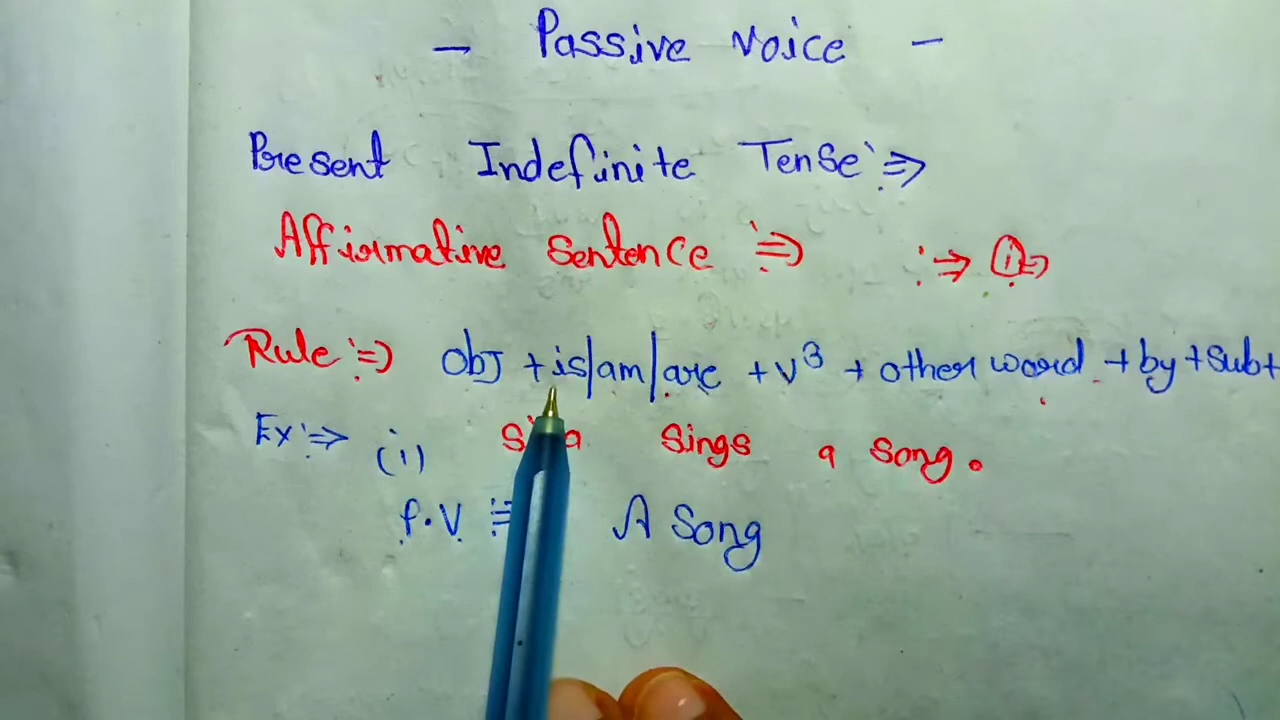 - Passive Voice -
Present Indefinite Tense :⇒
Affirmative Sentence :⇒ :⇒ (i)⇒
Rule :⇒ Obj + is/am/are + V3 + other word + by + Sub +
Ex :⇒ (i) Sings a Song.
P.V :⇒ A Song